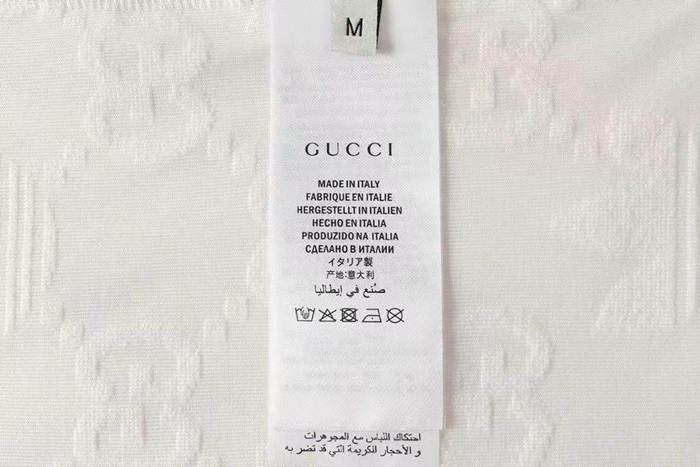 M
GUCCI
MADE IN ITALY
FABRIQUE EN ITALIE
HERGESTELLT IN ITALIEN
HECHO EN ITALIA
PRODUZIDO NA ITALIA
СДЕЛАНО В ИТАЛИИ
イタリア製
产地:意大利
صُنع في إيطاليا
احتكاك اللباس مع المجوهرات
و الأحجار الكريمة التي قد تضر به